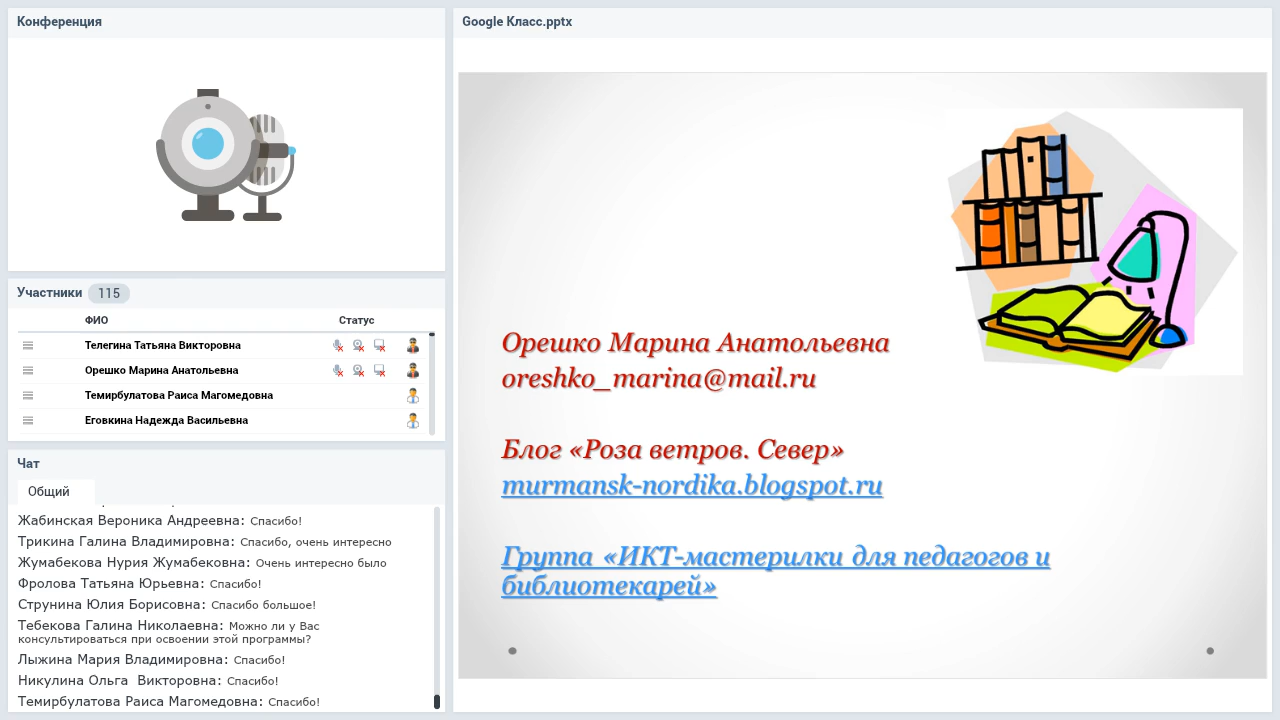 Конференция
Участники 115
ФИО Статус
Телегина Татьяна Викторовна
Орешко Марина Анатольевна
Темирбулатова Раиса Магомедовна
Еговкина Надежда Васильевна
Чат
Общий
Жабинская Вероника Андреевна: Спасибо!
Трикина Галина Владимировна: Спасибо, очень интересно
Жумабекова Нурия Жумабековна: Очень интересно было
Фролова Татьяна Юрьевна: Спасибо!
Струнина Юлия Борисовна: Спасибо большое!
Тебекова Галина Николаевна: Можно ли у Вас
консультироваться при освоении этой программы?
Лыжина Мария Владимировна: Спасибо!
Никулина Ольга  Викторовна: Спасибо!
Темирбулатова Раиса Магомедовна: Спасибо!
Google Класс.pptx
Орешко Марина Анатольевна
oreshko_marina@mail.ru
Блог «Роза ветров. Север»
murmansk-nordika.blogspot.ru
Группа «ИКТ-мастерилки для педагогов и
библиотекарей»